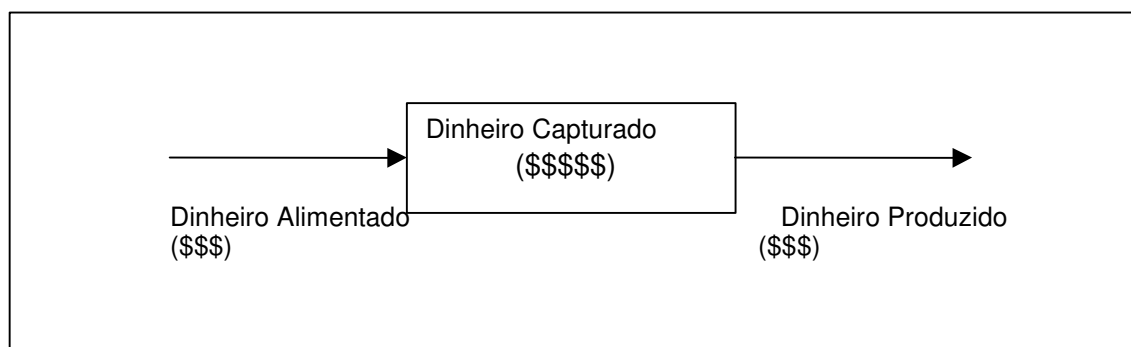 Dinheiro Capturado
($$$$$)
Dinheiro Alimentado
($$$)
Dinheiro Produzido
($$$)